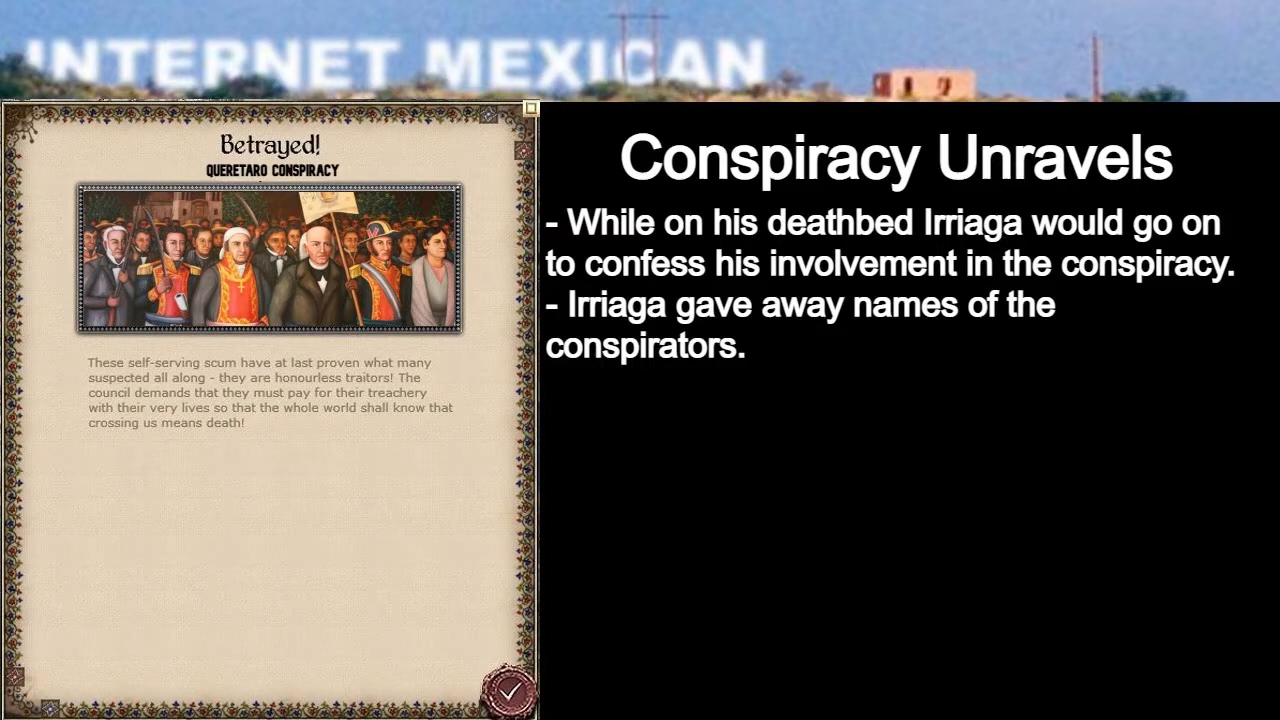 INTERNET MEXICAN
Betrayed!
QUERETARO CONSPIRACY
These self-serving scum have at last proven what many
suspected all along - they are honourless traitors! The
council demands that they must pay for their treachery
with their very lives so that the whole world shall know that
crossing us means death!
Conspiracy Unravels
- While on his deathbed Irriaga would go on
to confess his involvement in the conspiracy.
- Irriaga gave away names of the
conspirators.